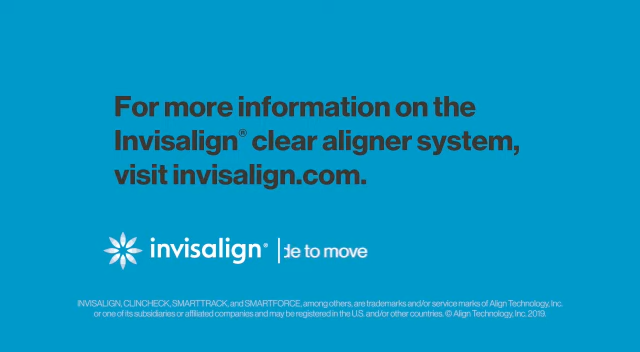 For more information on the
Invisalign® clear aligner system,
visit invisalign.com.
invisalign® | de to move
INVISALIGN, CLINCHECK, SMARTTRACK, and SMARTFORCE, among others, are trademarks and/or service marks of Align Technology, Inc.
or one of its subsidiaries or affiliated companies and may be registered in the U.S. and/or other countries. © Align Technology, Inc. 2019.